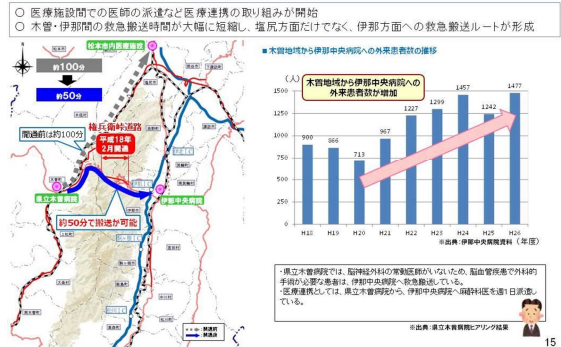 ○ 医療施設間での医師の派遣など医療連携の取り組みが開始
○ 木曽・伊那間の救急搬送時間が大幅に短縮し、塩尻方面だけでなく、伊那方面への救急搬送ルートが形成
松本市内医療施設
約100分
約50分
権兵衛峠道路
平成18年
2月開通
開通前は約100分
県立木曽病院
伊那中央病院
約50分で搬送が可能
:開通前
:開通後
■ 木曽地域から伊那中央病院への外来患者数の推移
(人)
木曽地域から伊那中央病院への
外来患者数が増加
1500
1250
1000
750
500
250
0
900
866
713
967
1227
1299
1457
1242
1477
H18 H19 H20 H21 H22 H23 H24 H25 H26
(年度)
※出典:伊那中央病院資料
・県立木曽病院では、脳神経外科の常勤医師がいないため、脳血管疾患で外科的
手術が必要な患者は、伊那中央病院へ救急搬送している。
・医療連携としては、県立木曽病院から、伊那中央病院へ麻酔科医を週1日派遣し
ている。
※出典:県立木曽病院ヒアリング結果
15